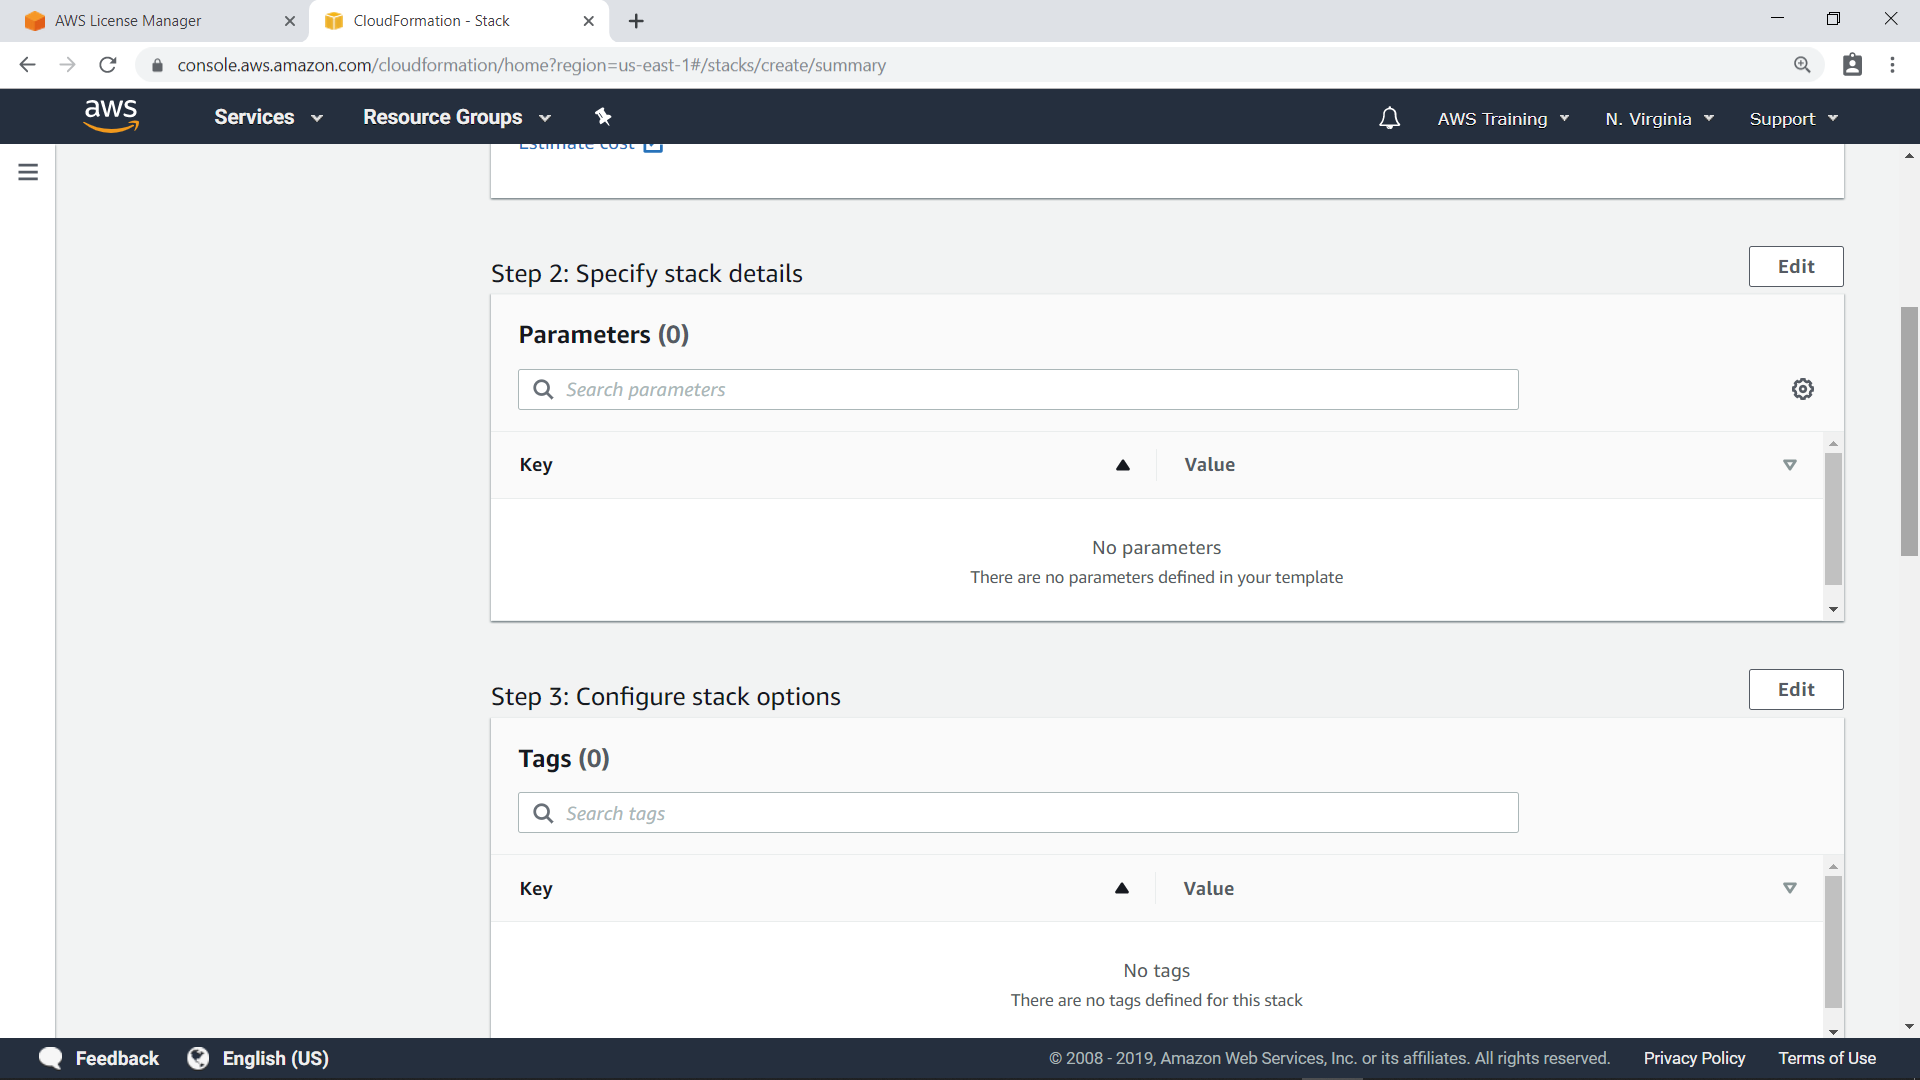 AWS License Manager
CloudFormation - Stack
console.aws.amazon.com/cloudformation/home?region=us-east-1#/stacks/create/summary
aws
Services
Resource Groups
AWS Training
N. Virginia
Support
Estimate cost
Step 2: Specify stack details
Edit
Parameters (0)
Search parameters
Key
Value
No parameters
There are no parameters defined in your template
Step 3: Configure stack options
Edit
Tags (0)
Search tags
Key
Value
No tags
There are no tags defined for this stack
Feedback
English (US)
© 2008 - 2019, Amazon Web Services, Inc. or its affiliates. All rights reserved.
Privacy Policy
Terms of Use